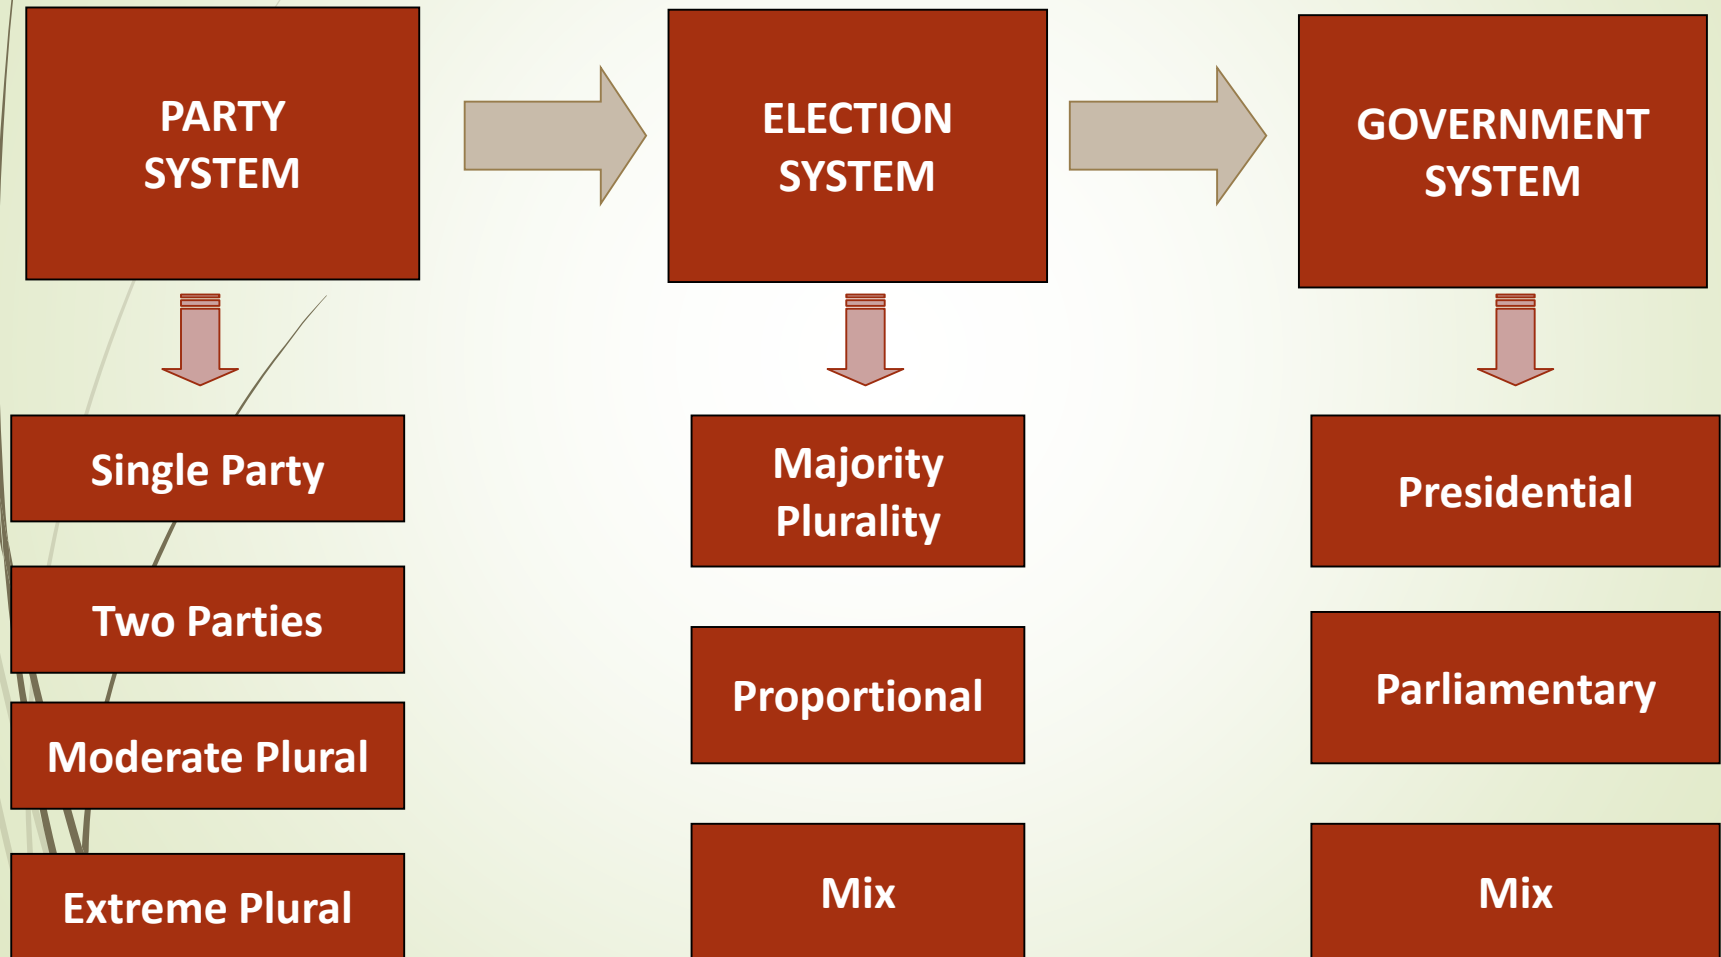 PARTY
SYSTEM
ELECTION
SYSTEM
GOVERNMENT
SYSTEM
Single Party
Two Parties
Moderate Plural
Extreme Plural
Majority
Plurality
Proportional
Mix
Presidential
Parliamentary
Mix